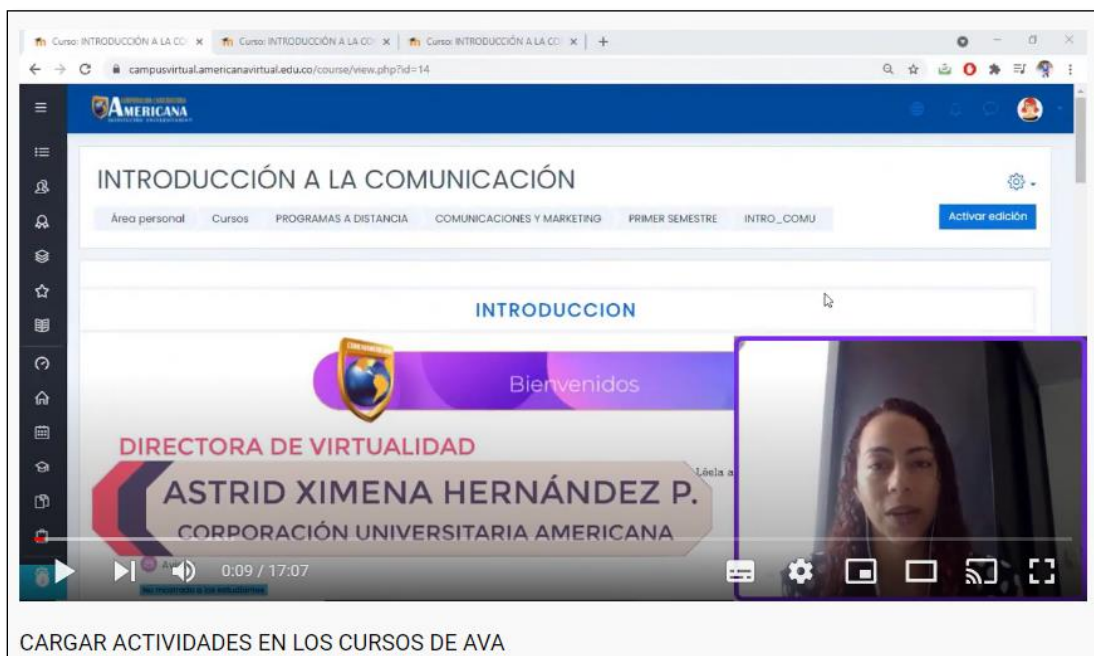 Curso: INTRODUCCIÓN A LA CO
Curso: INTRODUCCIÓN A LA CO
Curso: INTRODUCCIÓN A LA CO
campusvirtual.americanavirtual.edu.co/course/view.php?id=14
AMERICANA
INTRODUCCIÓN A LA COMUNICACIÓN
Área personal Cursos PROGRAMAS A DISTANCIA COMUNICACIONES Y MARKETING PRIMER SEMESTRE INTRO_COMU
Activar edición
INTRODUCCION
Bienvenidos
DIRECTORA DE VIRTUALIDAD
Léela a
ASTRID XIMENA HERNÁNDEZ P.
CORPORACIÓN UNIVERSITARIA AMERICANA
0:09 / 17:07
No mostrado a los estudiantes
CARGAR ACTIVIDADES EN LOS CURSOS DE AVA